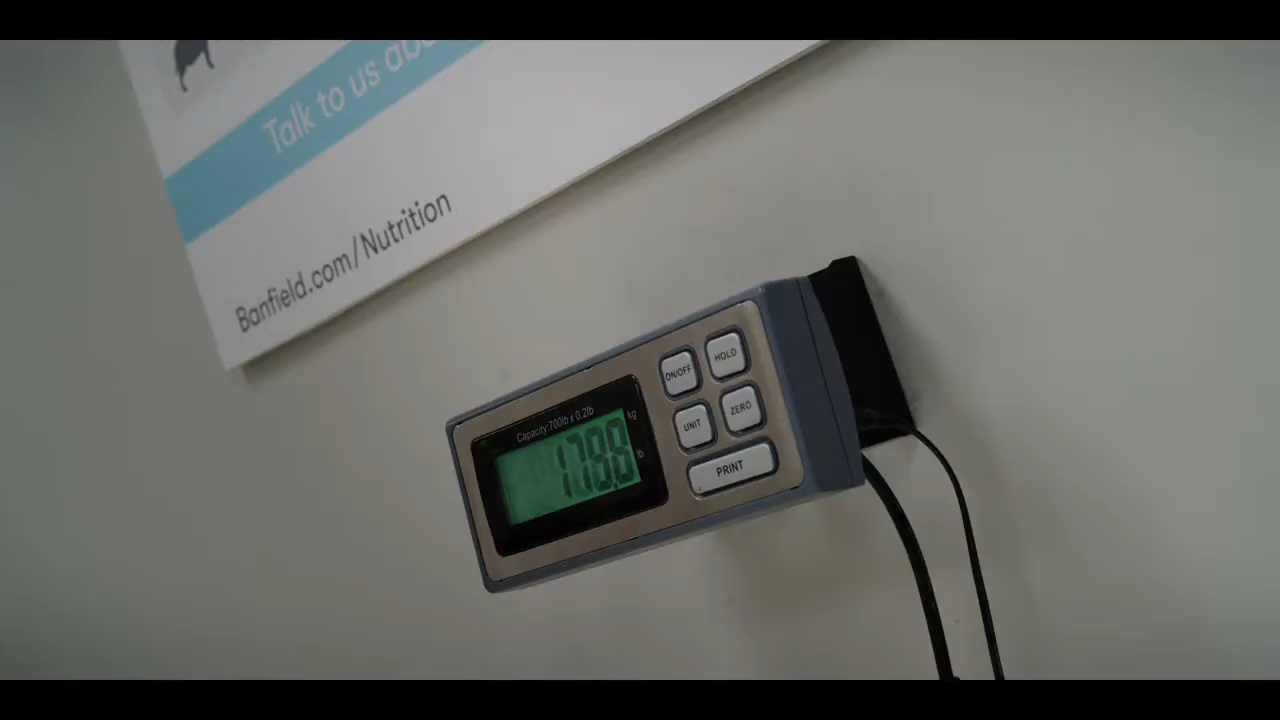 Talk to us abo
Banfield.com/Nutrition
Capacity:700lb x 0.2lb
kg
lb
178.8
ON/OFF
HOLD
UNIT
ZERO
PRINT